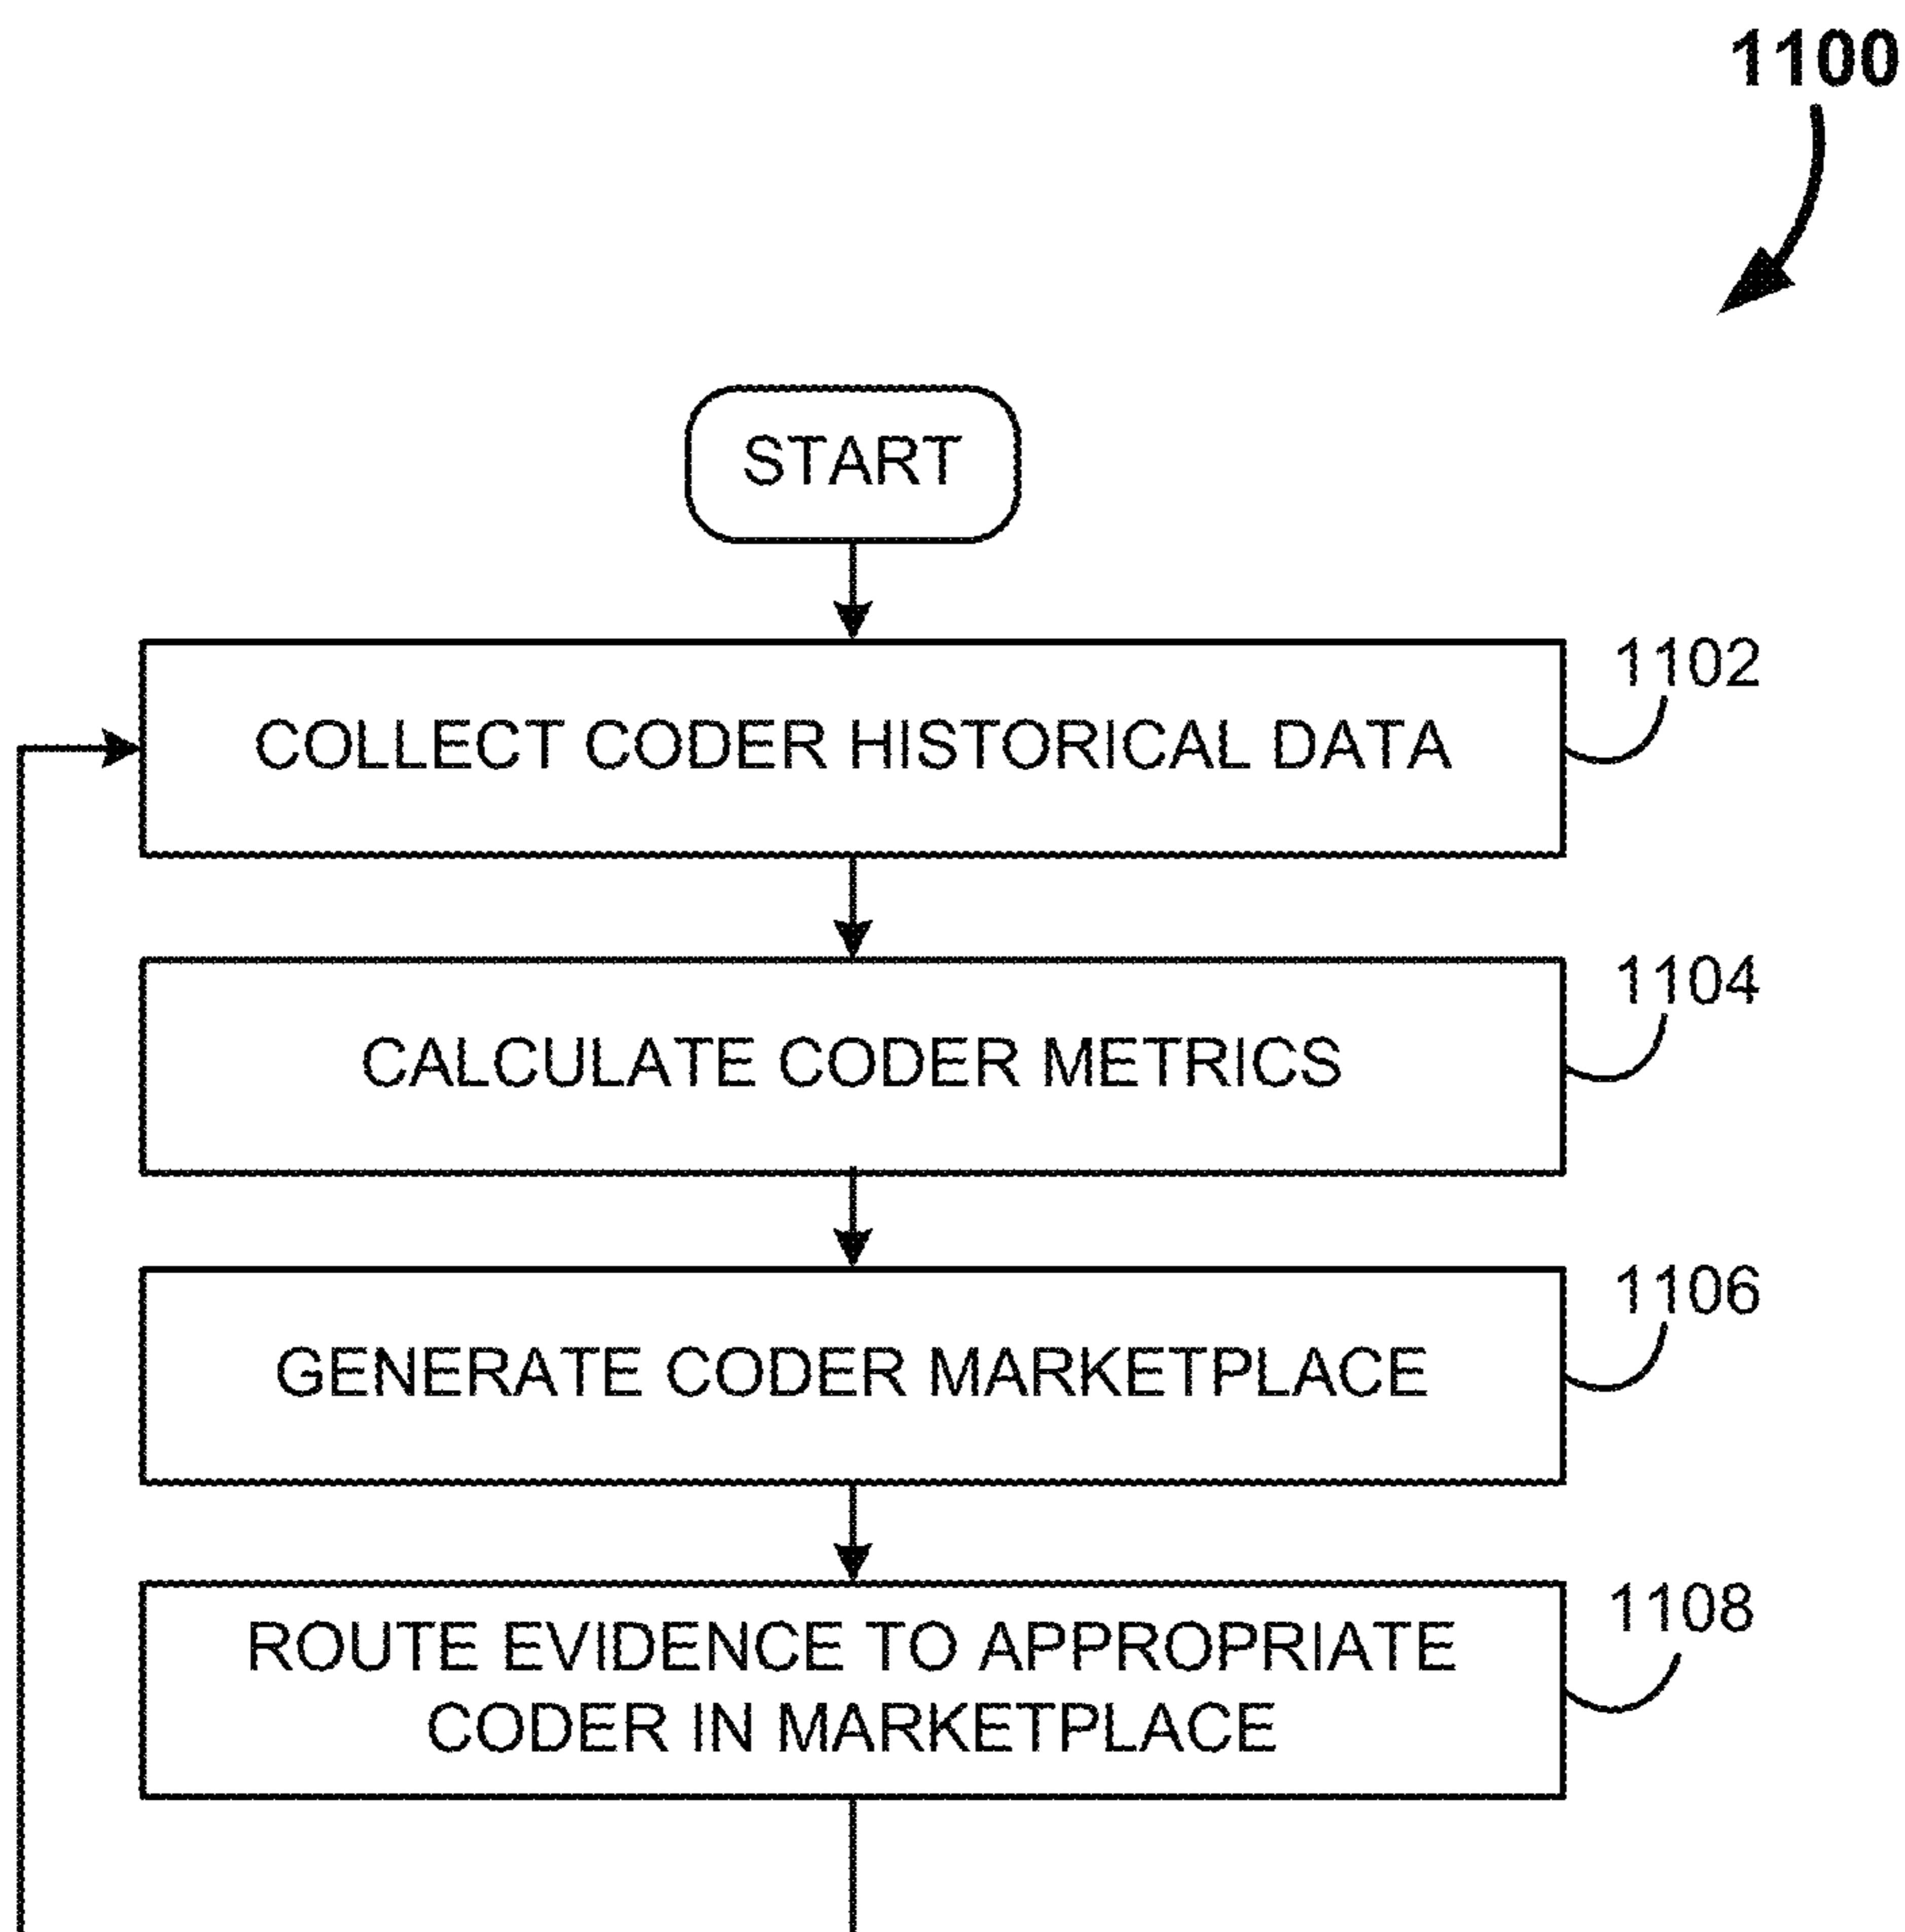 1100
START
1102
COLLECT CODER HISTORICAL DATA
1104
CALCULATE CODER METRICS
1106
GENERATE CODER MARKETPLACE
1108
ROUTE EVIDENCE TO APPROPRIATE
CODER IN MARKETPLACE